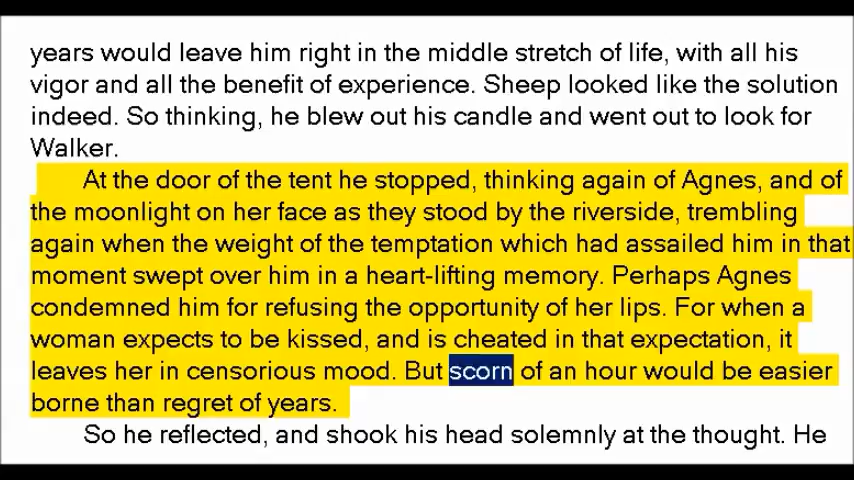 years would leave him right in the middle stretch of life, with all his
vigor and all the benefit of experience. Sheep looked like the solution
indeed. So thinking, he blew out his candle and went out to look for
Walker.
At the door of the tent he stopped, thinking again of Agnes, and of
the moonlight on her face as they stood by the riverside, trembling
again when the weight of the temptation which had assailed him in that
moment swept over him in a heart-lifting memory. Perhaps Agnes
condemned him for refusing the opportunity of her lips. For when a
woman expects to be kissed, and is cheated in that expectation, it
leaves her in censorious mood. But scorn of an hour would be easier
borne than regret of years.
So he reflected, and shook his head solemnly at the thought. He